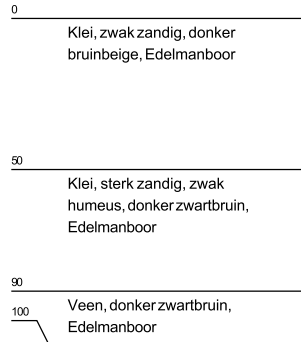 0
Klei, zwak zandig, donker
bruinbeige, Edelmanboor
50
Klei, sterk zandig, zwak
humeus, donker zwartbruin,
Edelmanboor
90
Veen, donker zwartbruin,
100
Edelmanboor